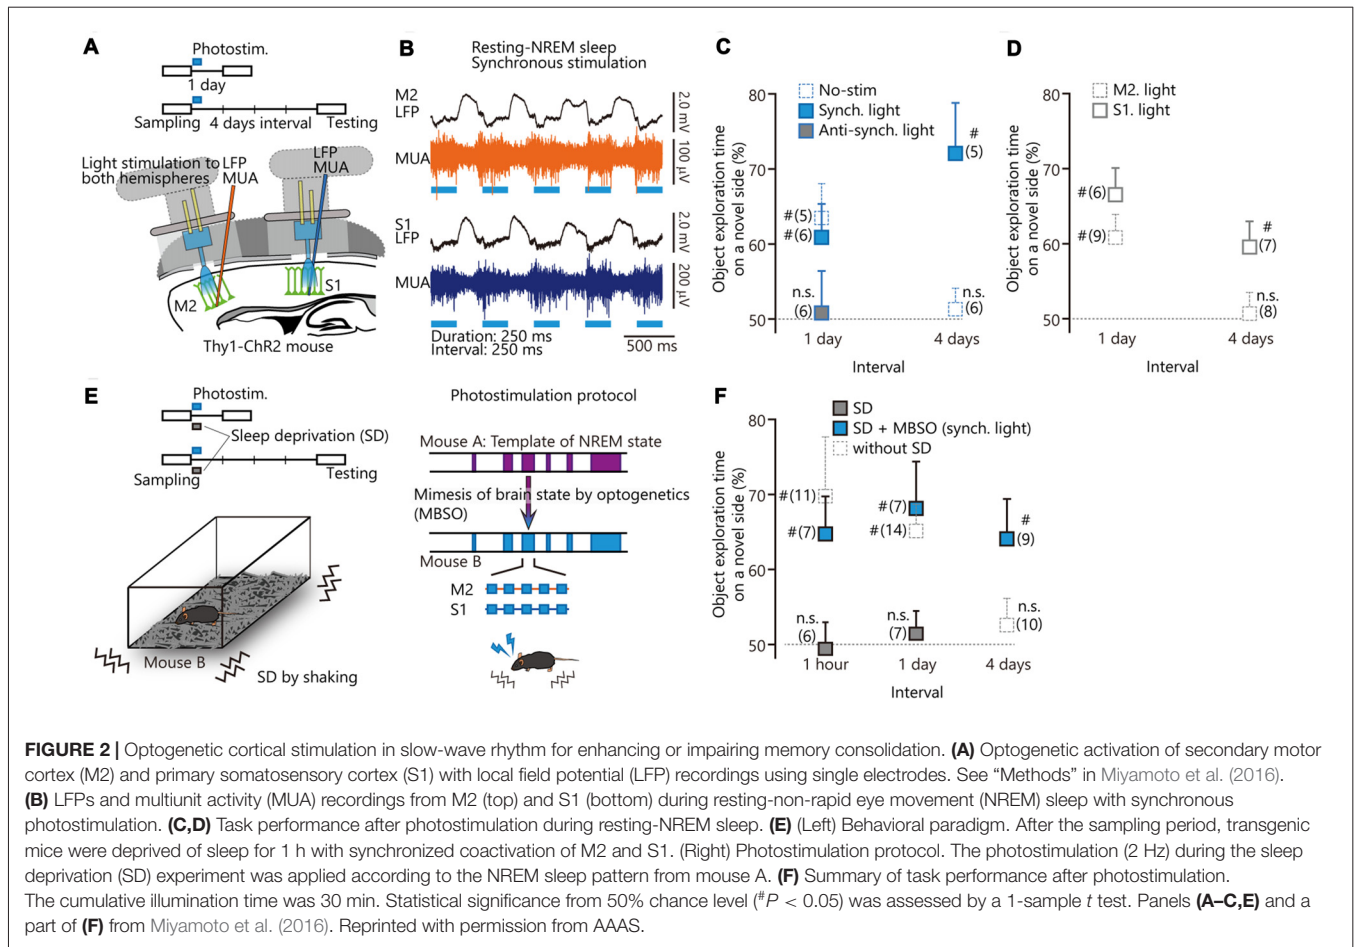 A
Photostim.
1 day
Sampling
4 days interval
Testing
Light stimulation to
both hemispheres
LFP
MUA
LFP
MUA
M2
S1
Thy1-ChR2 mouse
B
Resting-NREM sleep
Synchronous stimulation
M2
LFP
2.0 mV
MUA
100 µV
S1
LFP
2.0 mV
MUA
200 µV
Duration: 250 ms
Interval: 250 ms
500 ms
C
No-stim
Synch. light
Anti-synch. light
Object exploration time
on a novel side (%)
80
70
60
50
#(5)
#(6)
n.s.
(6)
#
(5)
n.s.
(6)
1 day
4 days
Interval
D
M2. light
S1. light
Object exploration time
on a novel side (%)
80
70
60
50
#(6)
#(9)
#
(7)
n.s.
(8)
1 day
4 days
Interval
E
Photostim.
Sleep deprivation (SD)
Sampling
Testing
Mouse B
SD by shaking
Photostimulation protocol
Mouse A: Template of NREM state
Mimesis of brain state by optogenetics
(MBSO)
Mouse B
M2
S1
F
SD
SD + MBSO (synch. light)
without SD
Object exploration time
on a novel side (%)
80
70
60
50
#(11)
#(7)
n.s.
(6)
#(7)
#(14)
n.s.
(7)
#
(9)
n.s.
(10)
1 hour
1 day
4 days
Interval
FIGURE 2 | Optogenetic cortical stimulation in slow-wave rhythm for enhancing or impairing memory consolidation. (A) Optogenetic activation of secondary motor
cortex (M2) and primary somatosensory cortex (S1) with local field potential (LFP) recordings using single electrodes. See “Methods” in Miyamoto et al. (2016).
(B) LFPs and multiunit activity (MUA) recordings from M2 (top) and S1 (bottom) during resting-non-rapid eye movement (NREM) sleep with synchronous
photostimulation. (C,D) Task performance after photostimulation during resting-NREM sleep. (E) (Left) Behavioral paradigm. After the sampling period, transgenic
mice were deprived of sleep for 1 h with synchronized coactivation of M2 and S1. (Right) Photostimulation protocol. The photostimulation (2 Hz) during the sleep
deprivation (SD) experiment was applied according to the NREM sleep pattern from mouse A. (F) Summary of task performance after photostimulation.
The cumulative illumination time was 30 min. Statistical significance from 50% chance level (#P < 0.05) was assessed by a 1-sample t test. Panels (A–C,E) and a
part of (F) from Miyamoto et al. (2016). Reprinted with permission from AAAS.